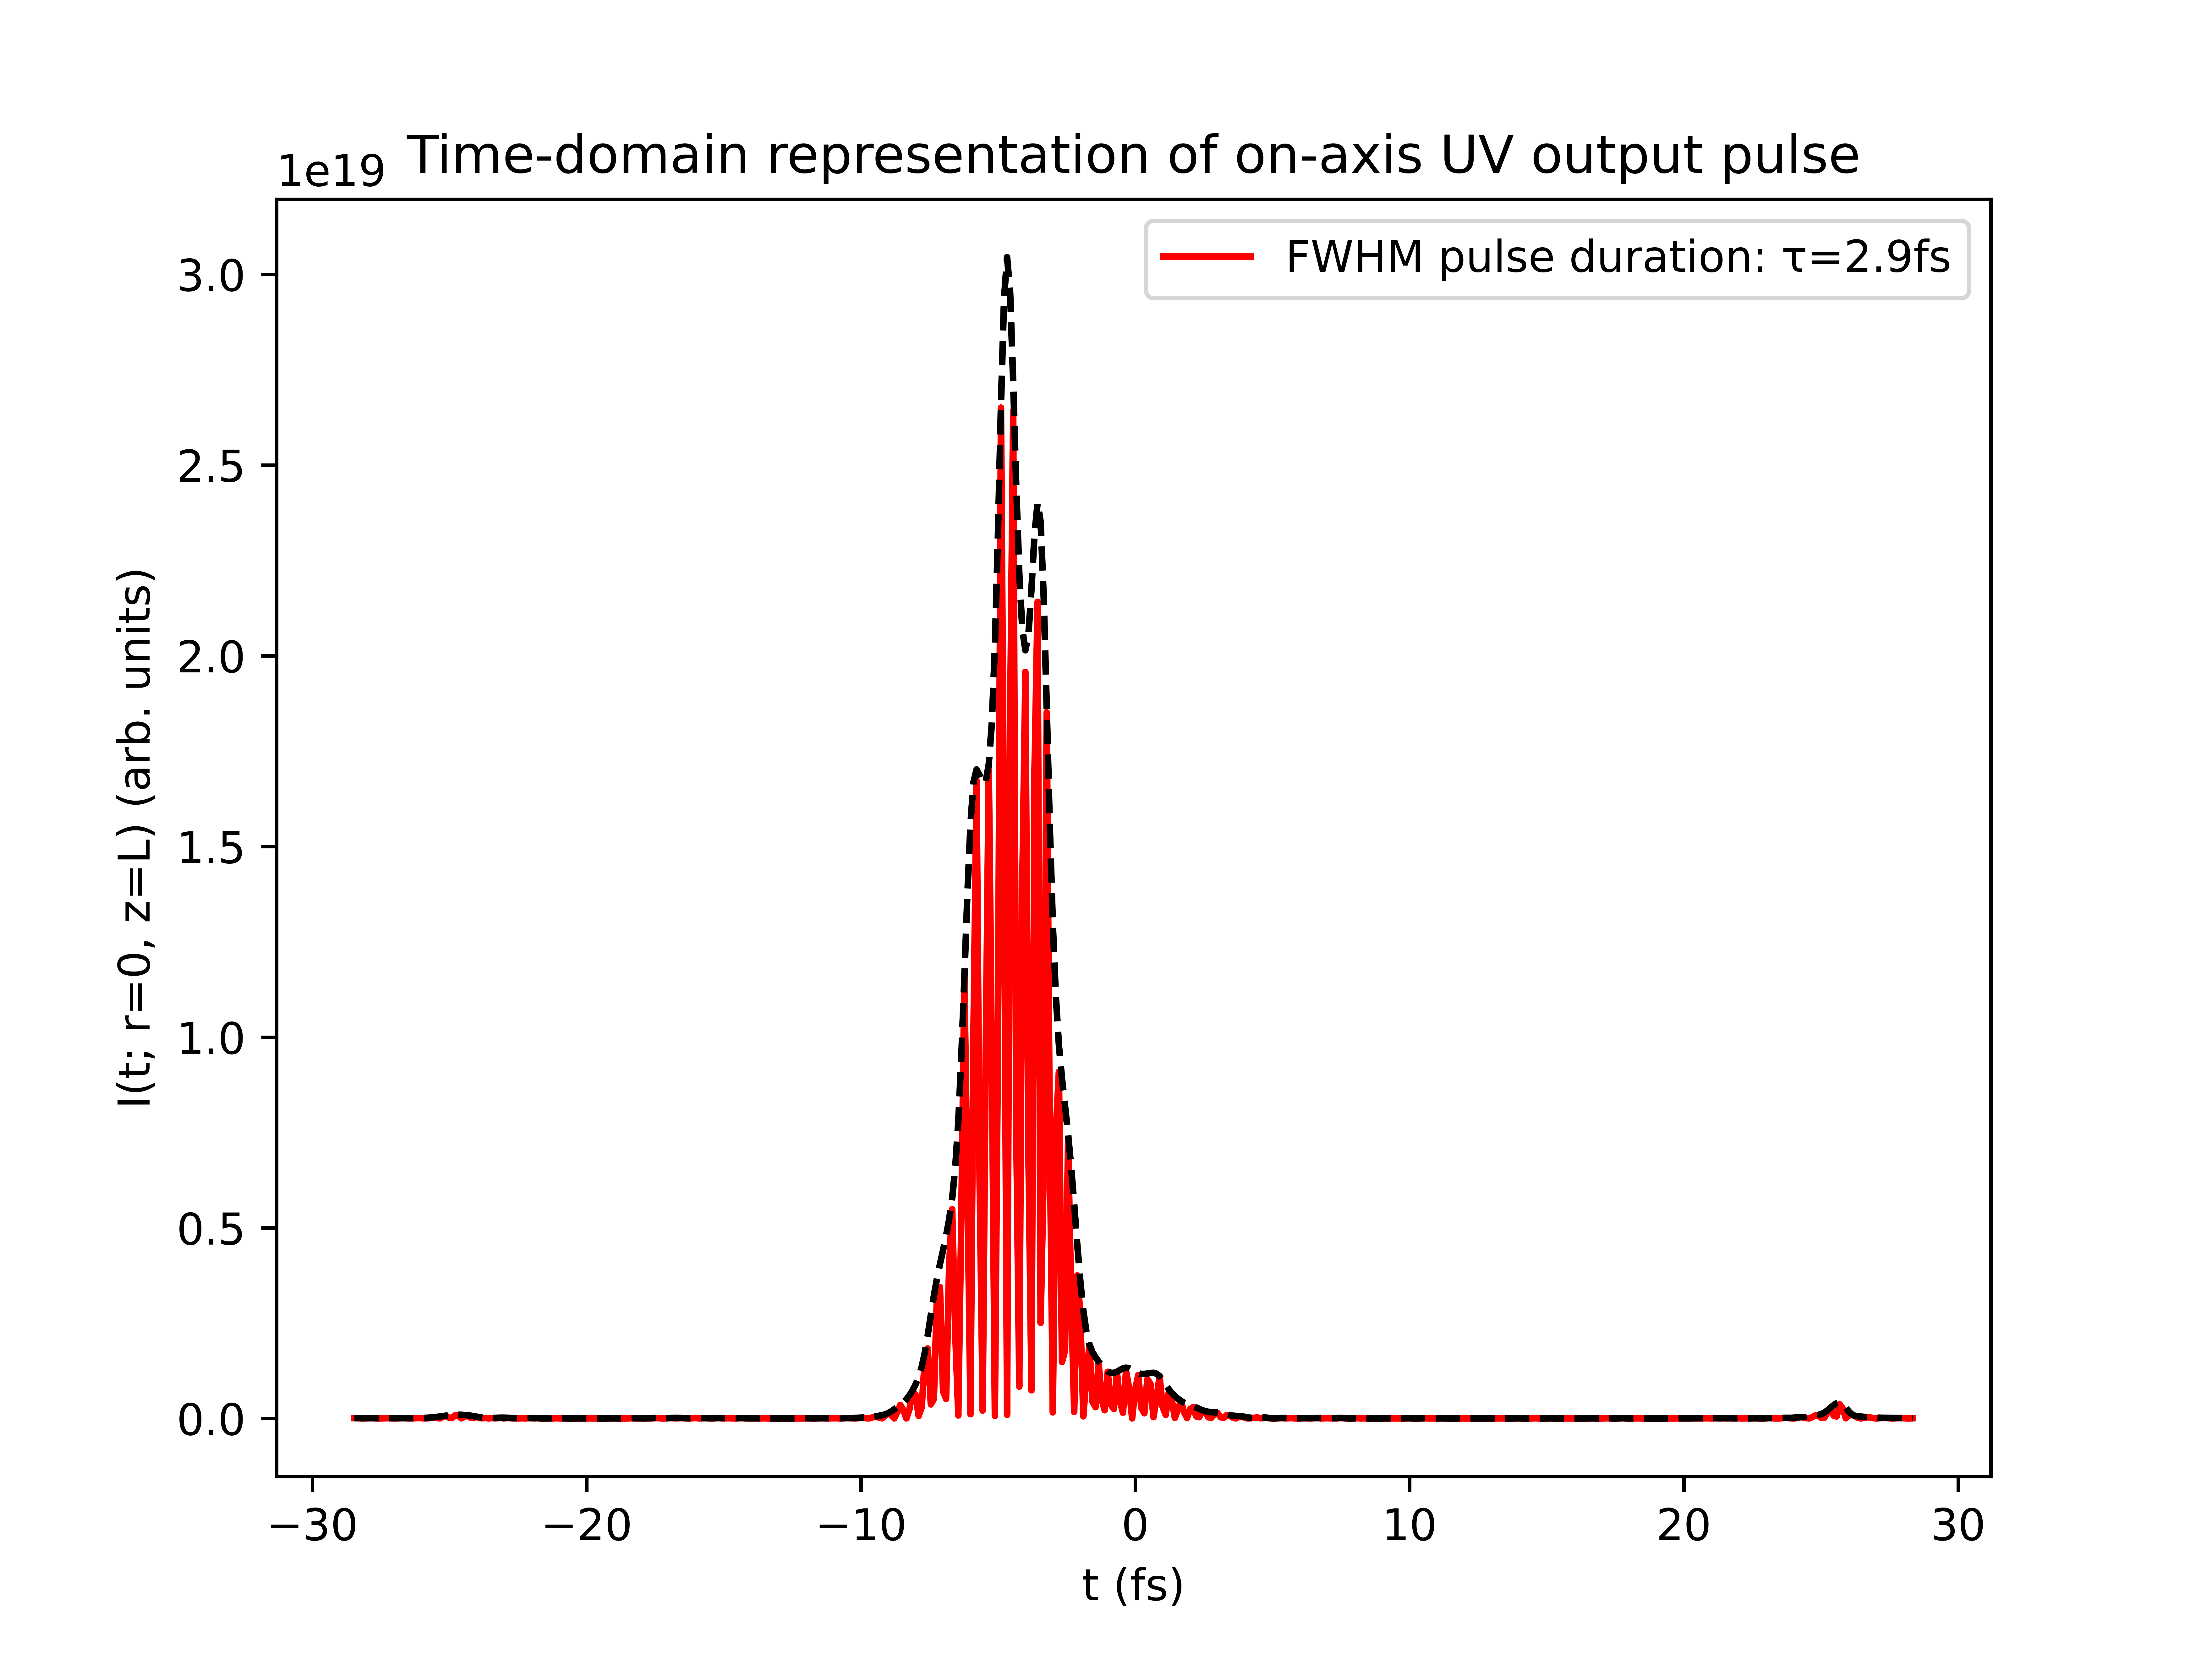 Time-domain representation of on-axis UV output pulse
1e19
FWHM pulse duration: τ=2.9fs
3.0
2.5
2.0
1.5
1.0
0.5
0.0
I(t; r=0, z=L) (arb. units)
−30 −20 −10 0 10 20 30
t (fs)